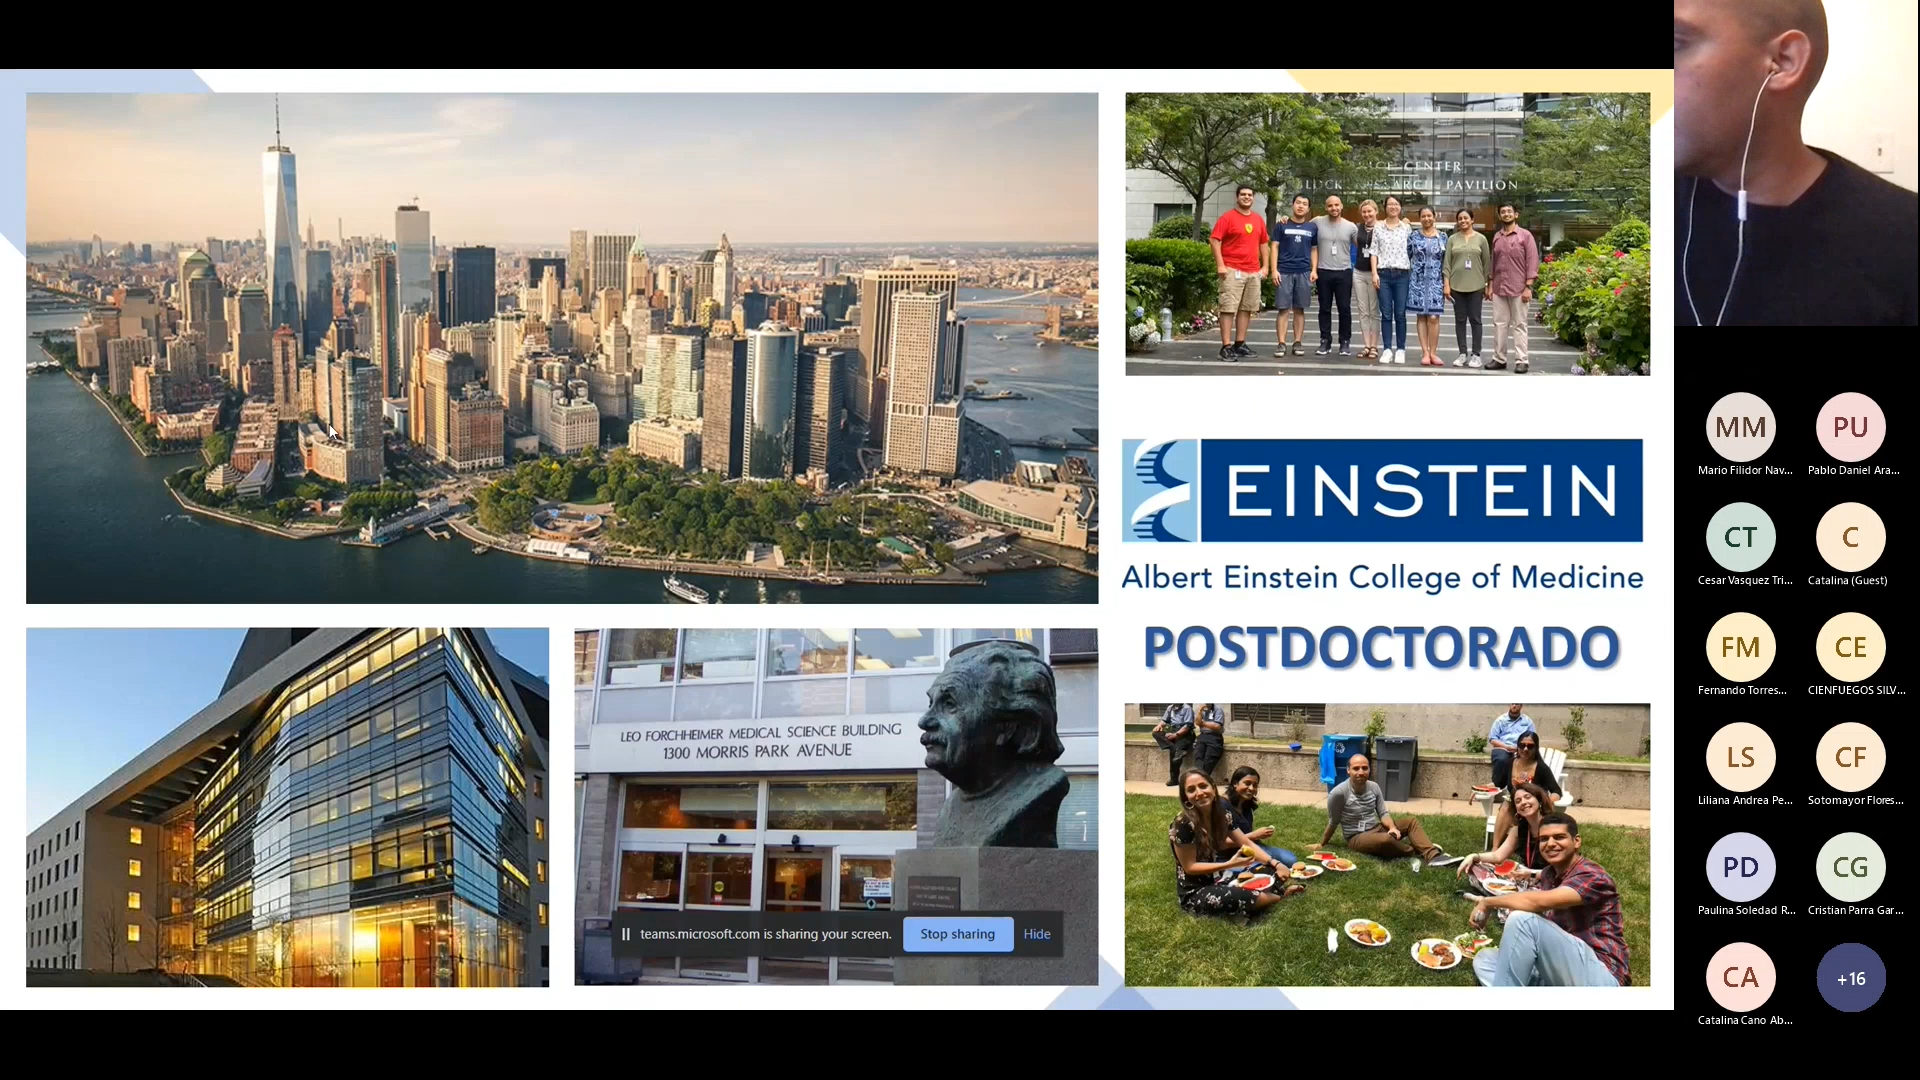 CENTER
PAVILION
EINSTEIN
Albert Einstein College of Medicine
POSTDOCTORADO
LEO FORCHHEIMER MEDICAL SCIENCE BUILDING
1300 MORRIS PARK AVENUE
teams.microsoft.com is sharing your screen.
Stop sharing
Hide
MM
PU
Mario Filidor Nav...
Pablo Daniel Ara...
CT
C
Cesar Vasquez Tri...
Catalina (Guest)
FM
CE
Fernando Torres...
CIENFUEGOS SILV...
LS
CF
Liliana Andrea Pe...
Sotomayor Flores...
PD
CG
Paulina Soledad R...
Cristian Parra Gar...
CA
+16
Catalina Cano Ab...